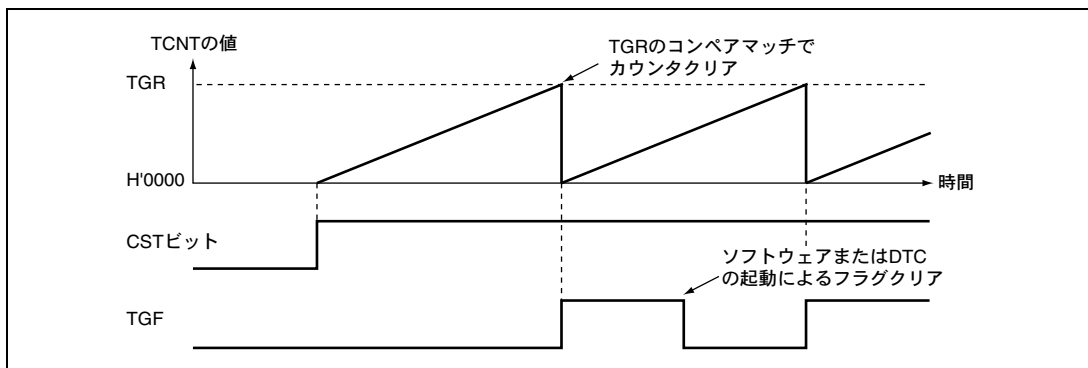 TCNTの値
TGRのコンペアマッチで
カウンタクリア
TGR
H'0000
時間
CSTビット
ソフトウェアまたはDTC
の起動によるフラグクリア
TGF